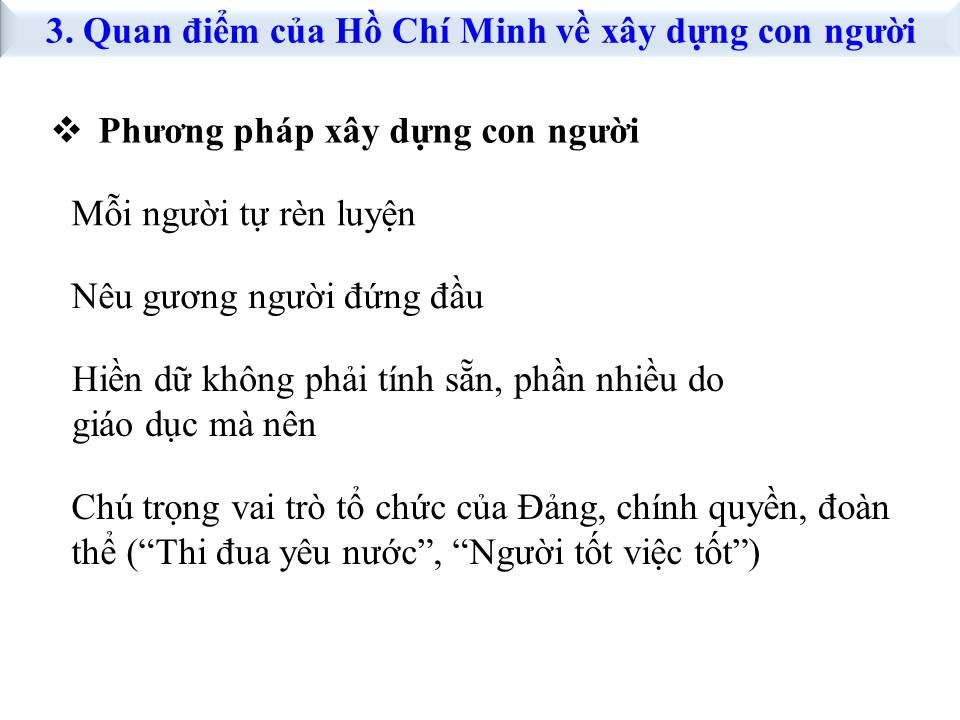 3. Quan điểm của Hồ Chí Minh về xây dựng con người
❖ Phương pháp xây dựng con người
Mỗi người tự rèn luyện
Nêu gương người đứng đầu
Hiền dữ không phải tính sẵn, phần nhiều do
giáo dục mà nên
Chú trọng vai trò tổ chức của Đảng, chính quyền, đoàn
thể (“Thi đua yêu nước”, “Người tốt việc tốt”)